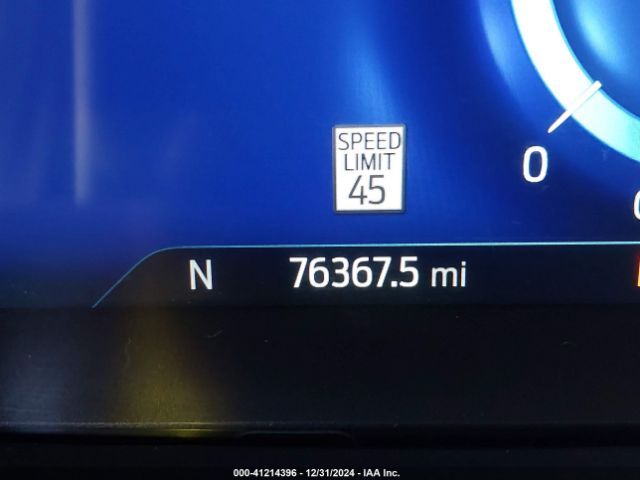 SPEED
LIMIT
45
0
N 76367.5 mi
000-41214396 - 12/31/2024 - IAA Inc.